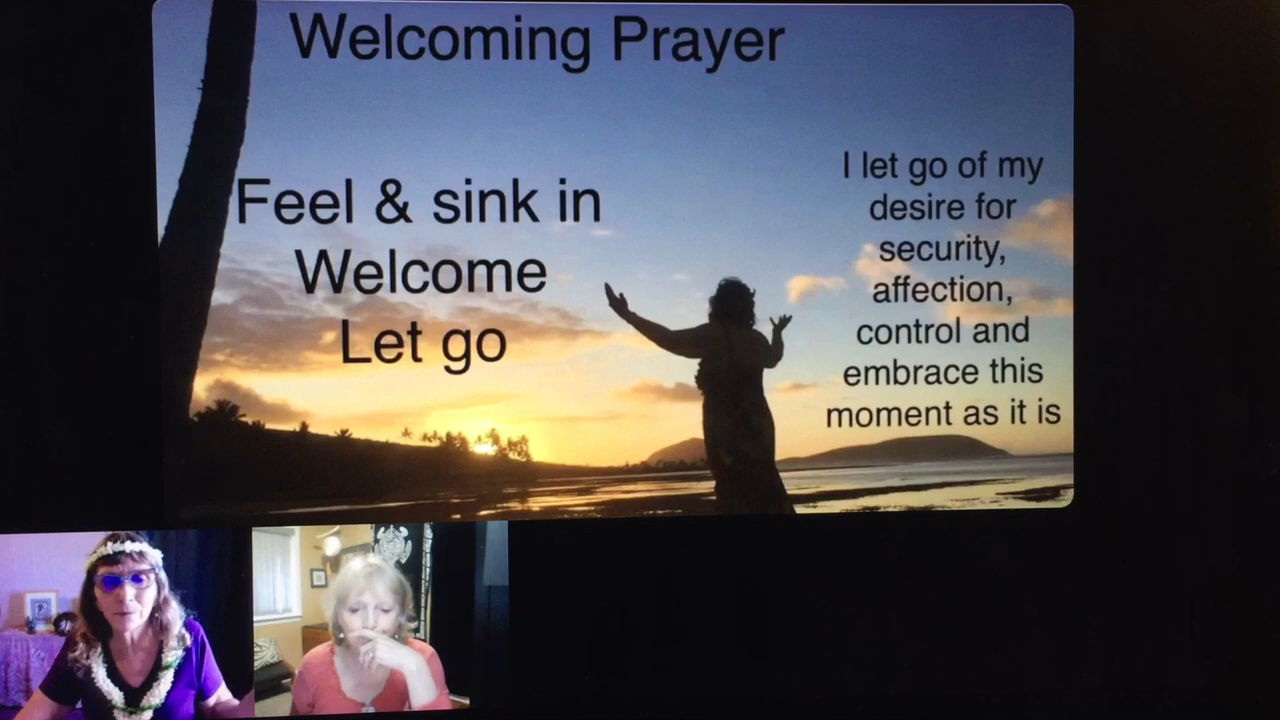 Welcoming Prayer
Feel & sink in
Welcome
Let go
I let go of my
desire for
security,
affection,
control and
embrace this
moment as it is